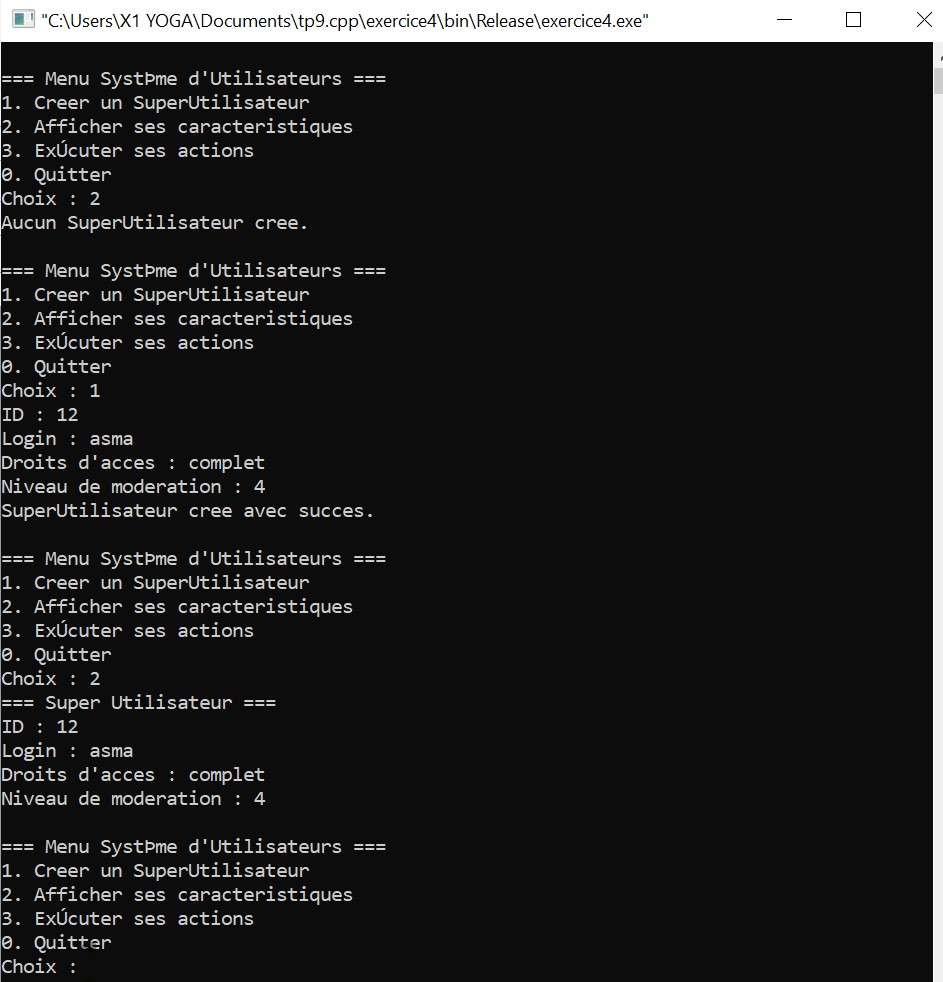 "C:\Users\X1 YOGA\Documents\tp9.cpp\exercice4\bin\Release\exercice4.exe"
=== Menu SystÞme d'Utilisateurs ===
1. Creer un SuperUtilisateur
2. Afficher ses caracteristiques
3. ExÚcuter ses actions
0. Quitter
Choix : 2
Aucun SuperUtilisateur cree.
=== Menu SystÞme d'Utilisateurs ===
1. Creer un SuperUtilisateur
2. Afficher ses caracteristiques
3. ExÚcuter ses actions
0. Quitter
Choix : 1
ID : 12
Login : asma
Droits d'acces : complet
Niveau de moderation : 4
SuperUtilisateur cree avec succes.
=== Menu SystÞme d'Utilisateurs ===
1. Creer un SuperUtilisateur
2. Afficher ses caracteristiques
3. ExÚcuter ses actions
0. Quitter
Choix : 2
=== Super Utilisateur ===
ID : 12
Login : asma
Droits d'acces : complet
Niveau de moderation : 4
=== Menu SystÞme d'Utilisateurs ===
1. Creer un SuperUtilisateur
2. Afficher ses caracteristiques
3. ExÚcuter ses actions
0. Quitter
Choix :